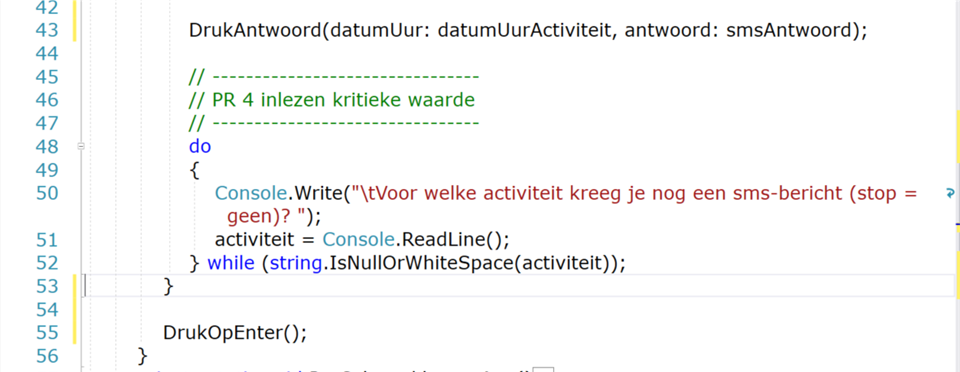 42
43 DrukAntwoord(datumUur: datumUurActiviteit, antwoord: smsAntwoord);
44
45 // --------------------------------
46 // PR 4 inlezen kritieke waarde
47 // --------------------------------
48 do
49 {
50 Console.Write("\tVoor welke activiteit kreeg je nog een sms-bericht (stop =
geen)? ");
51 activiteit = Console.ReadLine();
52 } while (string.IsNullOrWhiteSpace(activiteit));
53 }
54
55 DrukOpEnter();
56 }